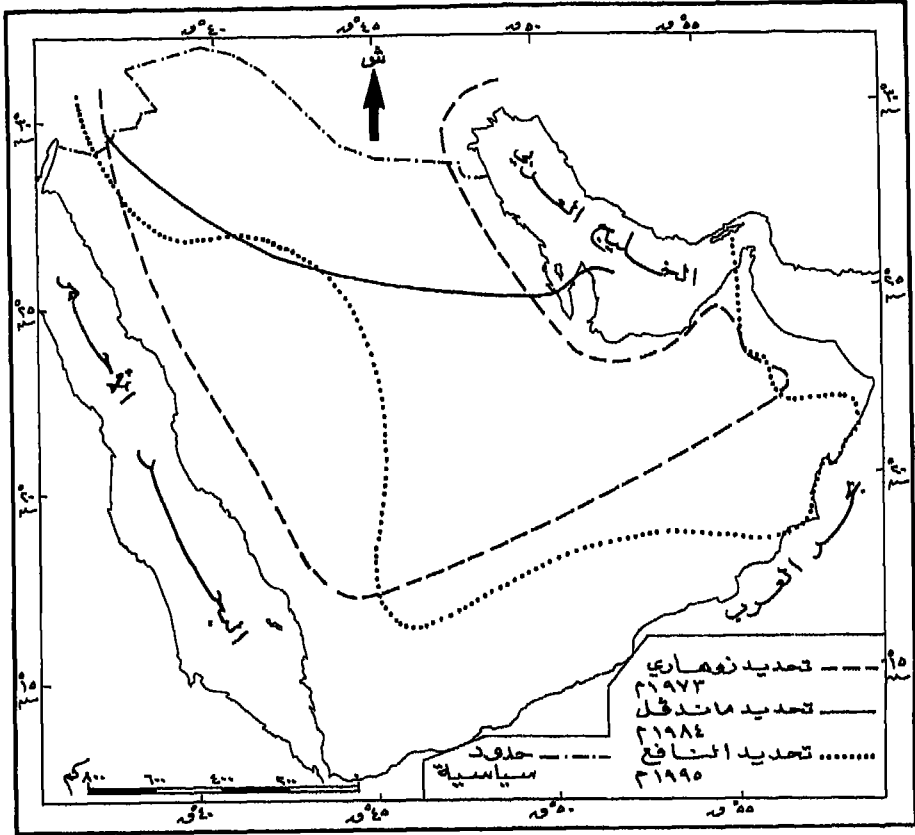 ٤٠° ق
٤٥° ق
٥٠° ق
٥٥° ق
ش
٣٠° ش
٣٠° ش
الخليج العربي
٢٥° ش
٢٥° ش
البحر الأحمر
٢٠° ش
٢٠° ش
بحر العرب
١٥° ش
١٥° ش
تحديد زوهاري
١٩٧٣م
تحديد ماندفل
١٩٨٤م
تحديد النافع
١٩٩٥م
حدود
سياسية
٨٠٠كم ٦٠٠ ٤٠٠ ٢٠٠
٤٠° ق
٤٥° ق
٥٠° ق
٥٥° ق